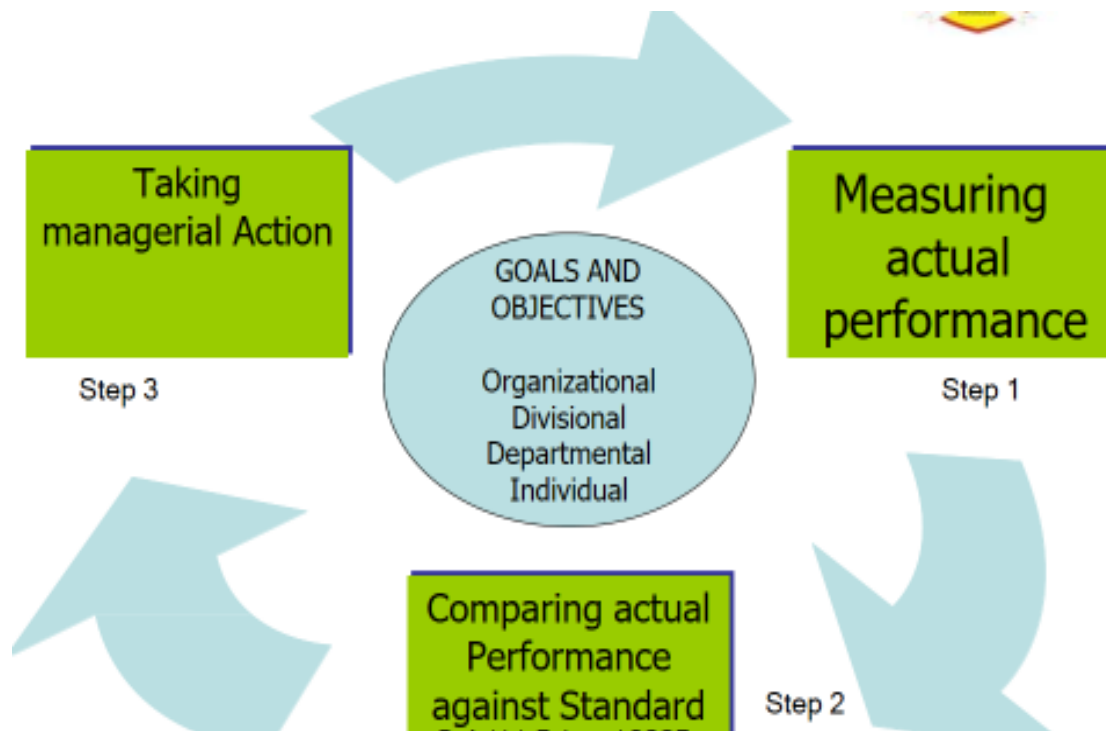 Taking
managerial Action
Step 3
GOALS AND
OBJECTIVES
Organizational
Divisional
Departmental
Individual
Measuring
actual
performance
Step 1
Comparing actual
Performance
against Standard
Step 2